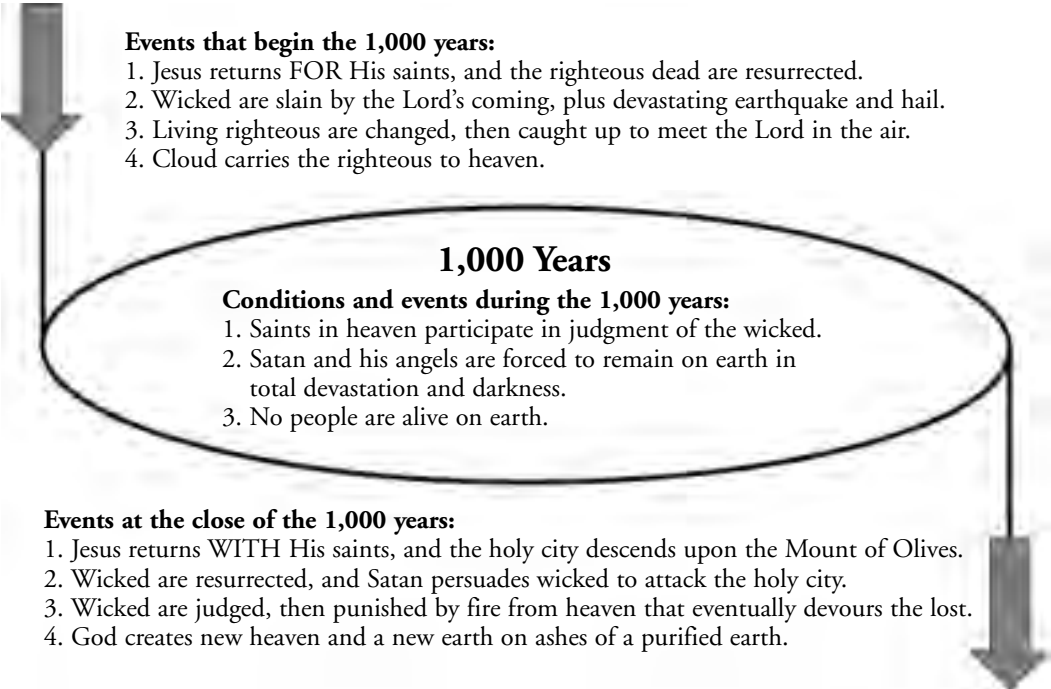 Events that begin the 1,000 years:
1. Jesus returns FOR His saints, and the righteous dead are resurrected.
2. Wicked are slain by the Lord’s coming, plus devastating earthquake and hail.
3. Living righteous are changed, then caught up to meet the Lord in the air.
4. Cloud carries the righteous to heaven.
1,000 Years
Conditions and events during the 1,000 years:
1. Saints in heaven participate in judgment of the wicked.
2. Satan and his angels are forced to remain on earth in
total devastation and darkness.
3. No people are alive on earth.
Events at the close of the 1,000 years:
1. Jesus returns WITH His saints, and the holy city descends upon the Mount of Olives.
2. Wicked are resurrected, and Satan persuades wicked to attack the holy city.
3. Wicked are judged, then punished by fire from heaven that eventually devours the lost.
4. God creates new heaven and a new earth on ashes of a purified earth.